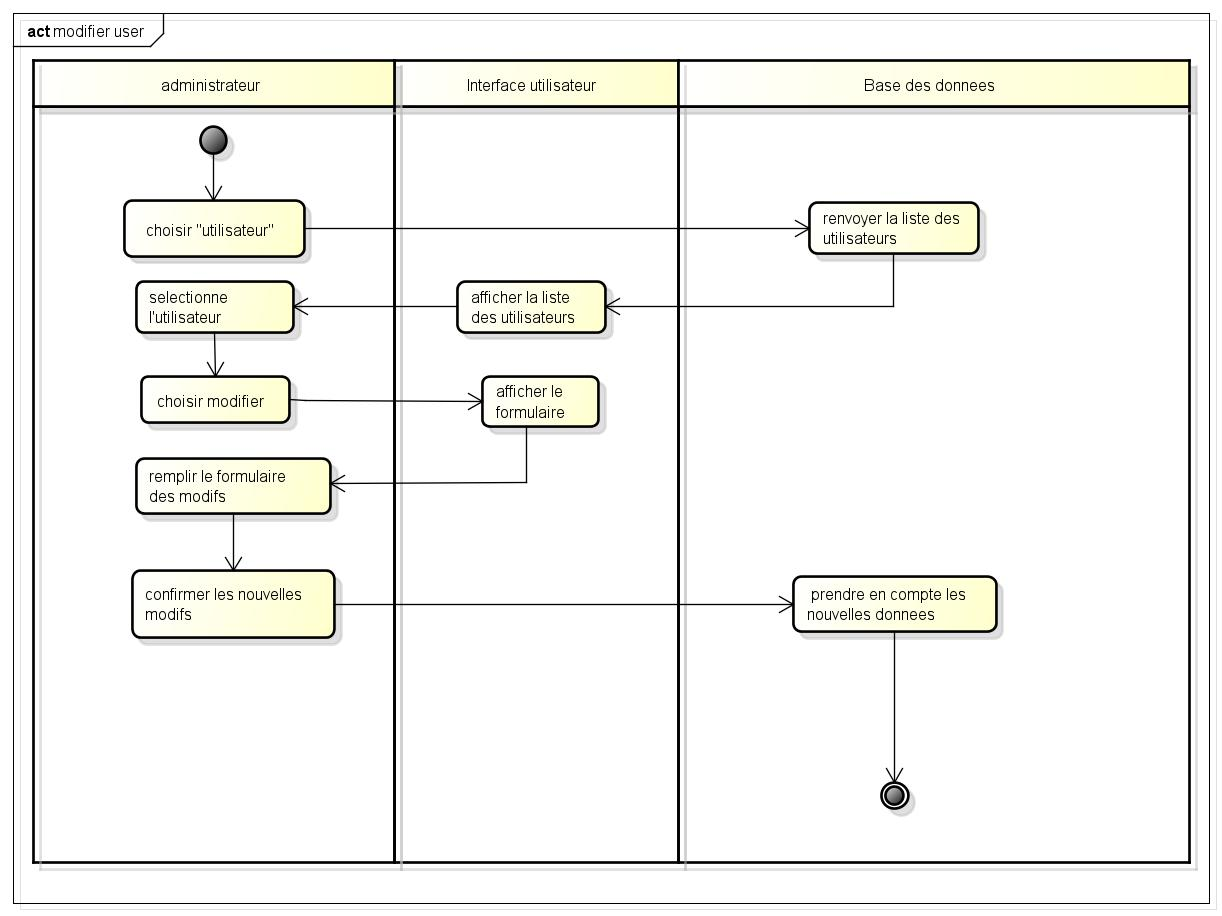 act modifier user
administrateur
Interface utilisateur
Base des donnees
choisir "utilisateur"
renvoyer la liste des
utilisateurs
selectionne
l'utilisateur
afficher la liste
des utilisateurs
choisir modifier
afficher le
formulaire
remplir le formulaire
des modifs
confirmer les nouvelles
modifs
prendre en compte les
nouvelles donnees